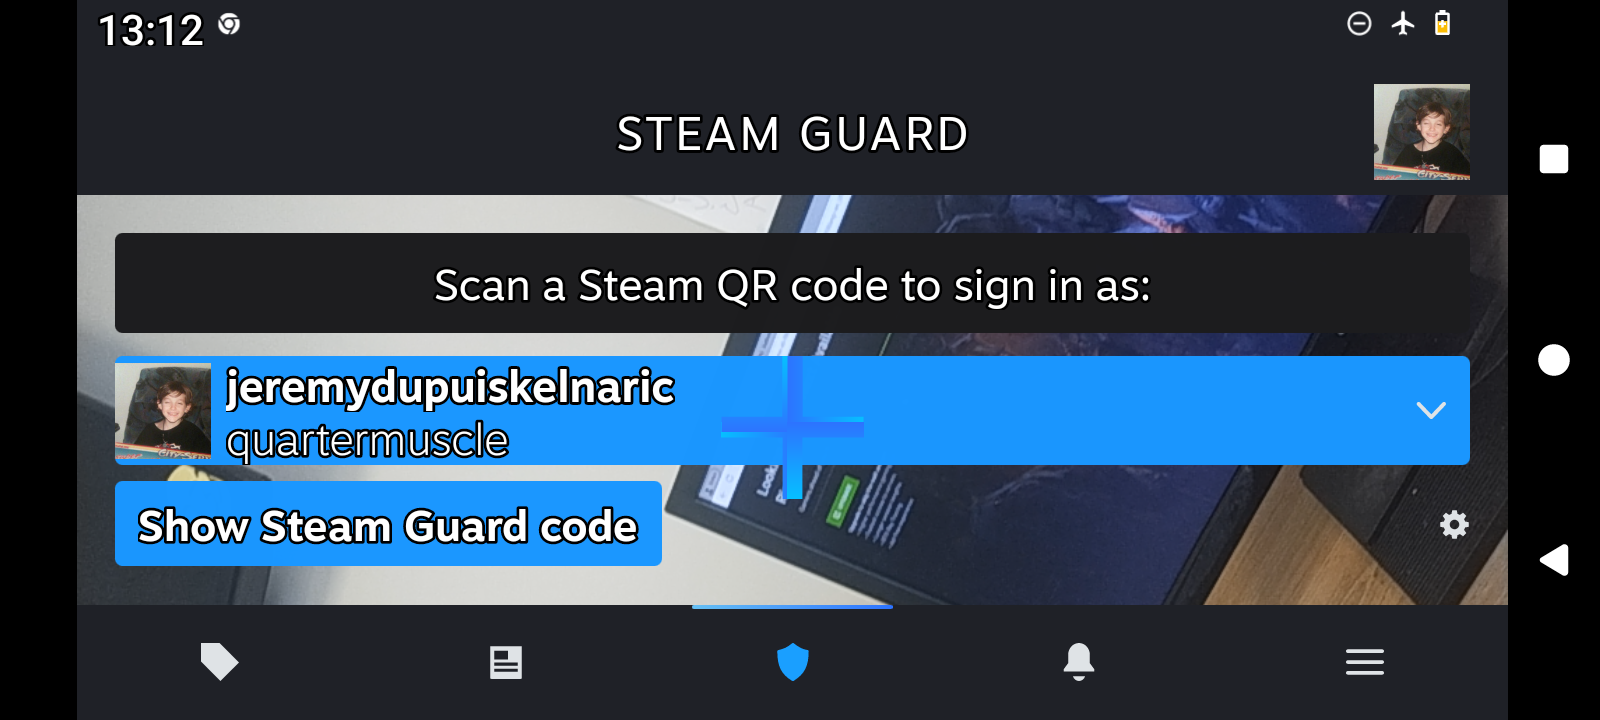 13:12
STEAM GUARD
Scan a Steam QR code to sign in as:
jeremydupuiskelnaric
quartermuscle
Show Steam Guard code